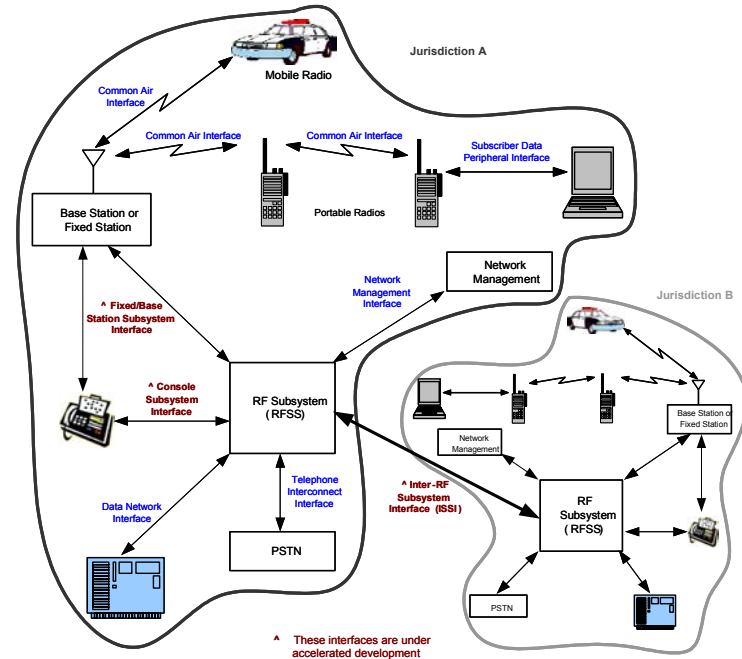 Jurisdiction A
Mobile Radio
Common Air
Interface
Common Air Interface
Common Air Interface
Subscriber Data
Peripheral Interface
Portable Radios
Base Station or
Fixed Station
Network
Management
Network
Management
Interface
^ Fixed/Base
Station Subsystem
Interface
^ Console
Subsystem
Interface
RF Subsystem
(RFSS)
Data Network
Interface
Telephone
Interconnect
Interface
PSTN
^ Inter-RF
Subsystem
Interface (ISSI)
Jurisdiction B
Base Station or
Fixed Station
Network
Management
RF
Subsystem
(RFSS)
PSTN
^ These interfaces are under
accelerated development